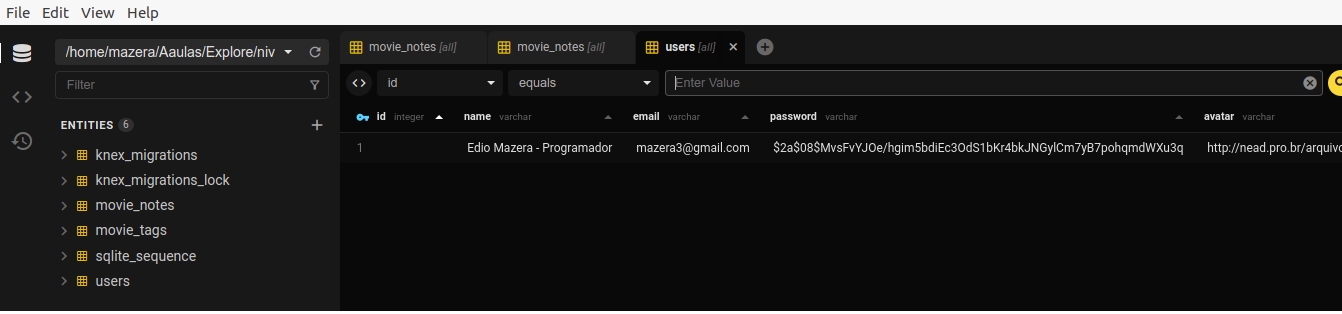 File Edit View Help
/home/mazera/Aaulas/Explore/niv
movie_notes [all] movie_notes [all] users [all]
Filter
id equals Enter Value
ENTITIES 6
id integer name varchar email varchar password varchar avatar varchar
1 Edio Mazera - Programador mazera3@gmail.com $2a$08$MvsFvYJOe/hgim5bdiEc3OdS1bKr4bkJNGylCm7yB7pohqmdWXu3q http://nead.pro.br/arquivo
knex_migrations
knex_migrations_lock
movie_notes
movie_tags
sqlite_sequence
users